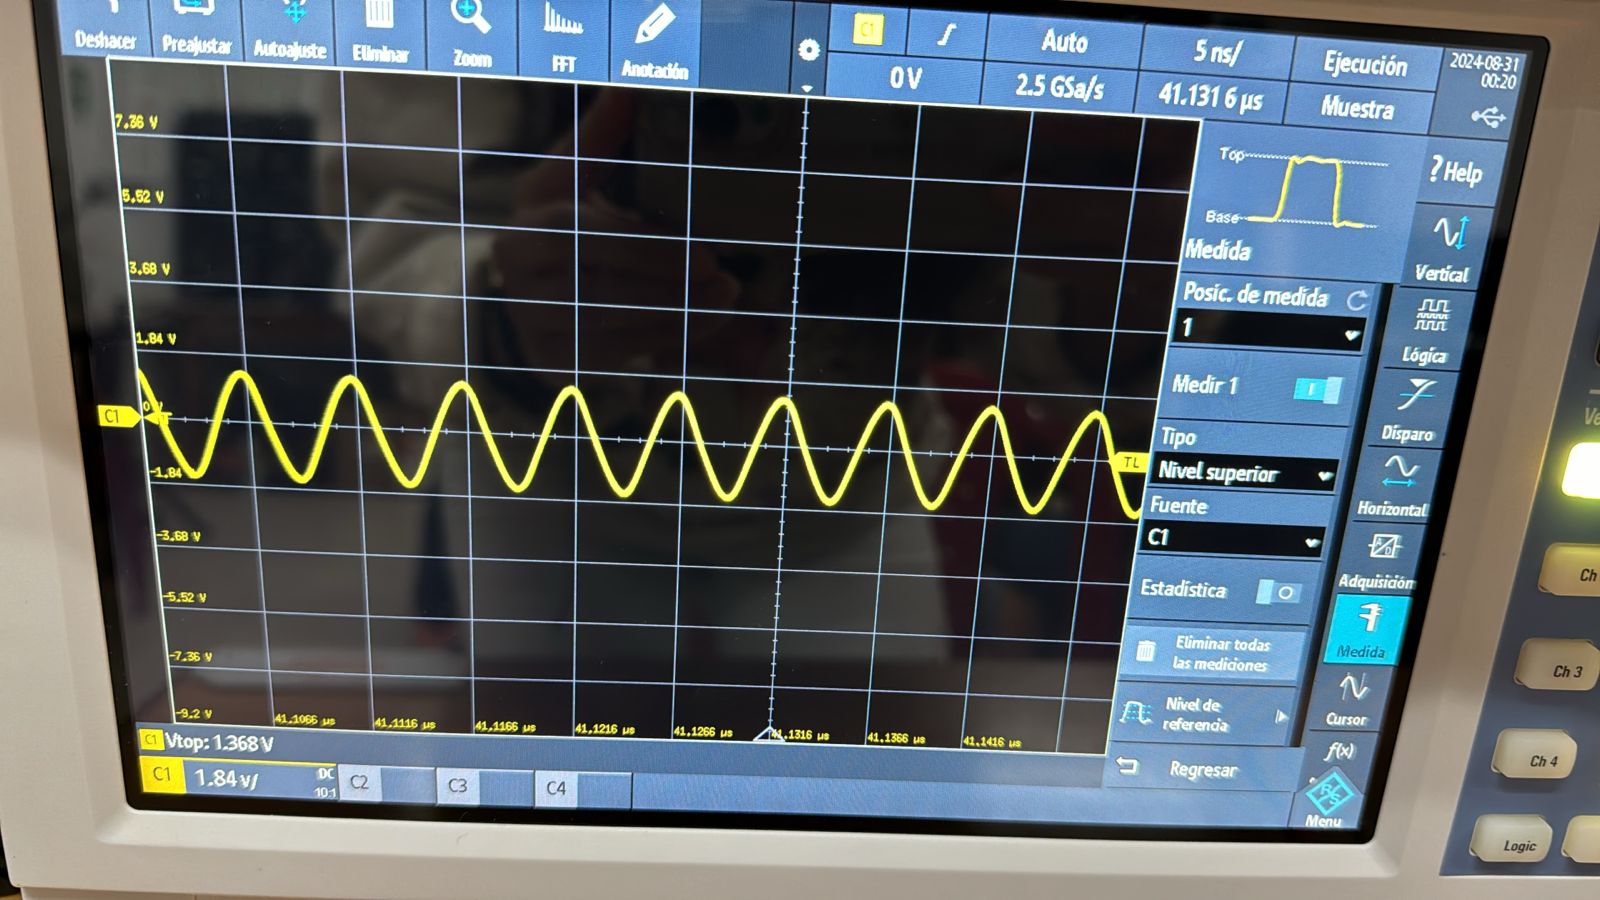 Deshacer
Preajustar
Autoajuste
Eliminar
Zoom
FFT
Anotación
C1
Auto
5 ns/
Ejecución
2024-08-31
00:20
0 V
2.5 GSa/s
41.131 6 µs
Muestra
7.36 V
5.52 V
3.68 V
1.84 V
0 V
C1
T
-1.84
-3.68 V
-5.52 V
-7.36 V
-9.2 V
TL
41.1066 µs
41.1116 µs
41.1166 µs
41.1216 µs
41.1266 µs
41.1316 µs
41.1366 µs
41.1416 µs
Top
Base
Medida
Posic. de medida
1
Medir 1
Tipo
Nivel superior
Fuente
C1
Estadística
Eliminar todas
las mediciones
Nivel de
referencia
Regresar
? Help
Vertical
Lógica
Disparo
Horizontal
Adquisición
Medida
Cursor
f(x)
R/S
Menu
C1 Vtop: 1.368 V
C1 1.84 V/ DC
10:1
C2
C3
C4
Ch 3
Ch 4
Logic
Ch